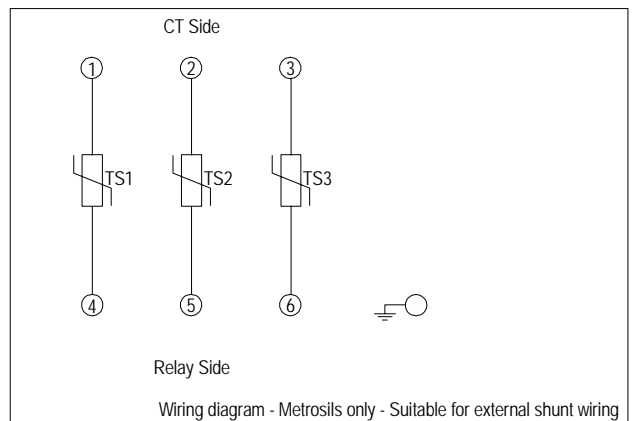 CT Side
1 2 3
TS1 TS2 TS3
4 5 6
Relay Side
Wiring diagram - Metrosils only - Suitable for external shunt wiring